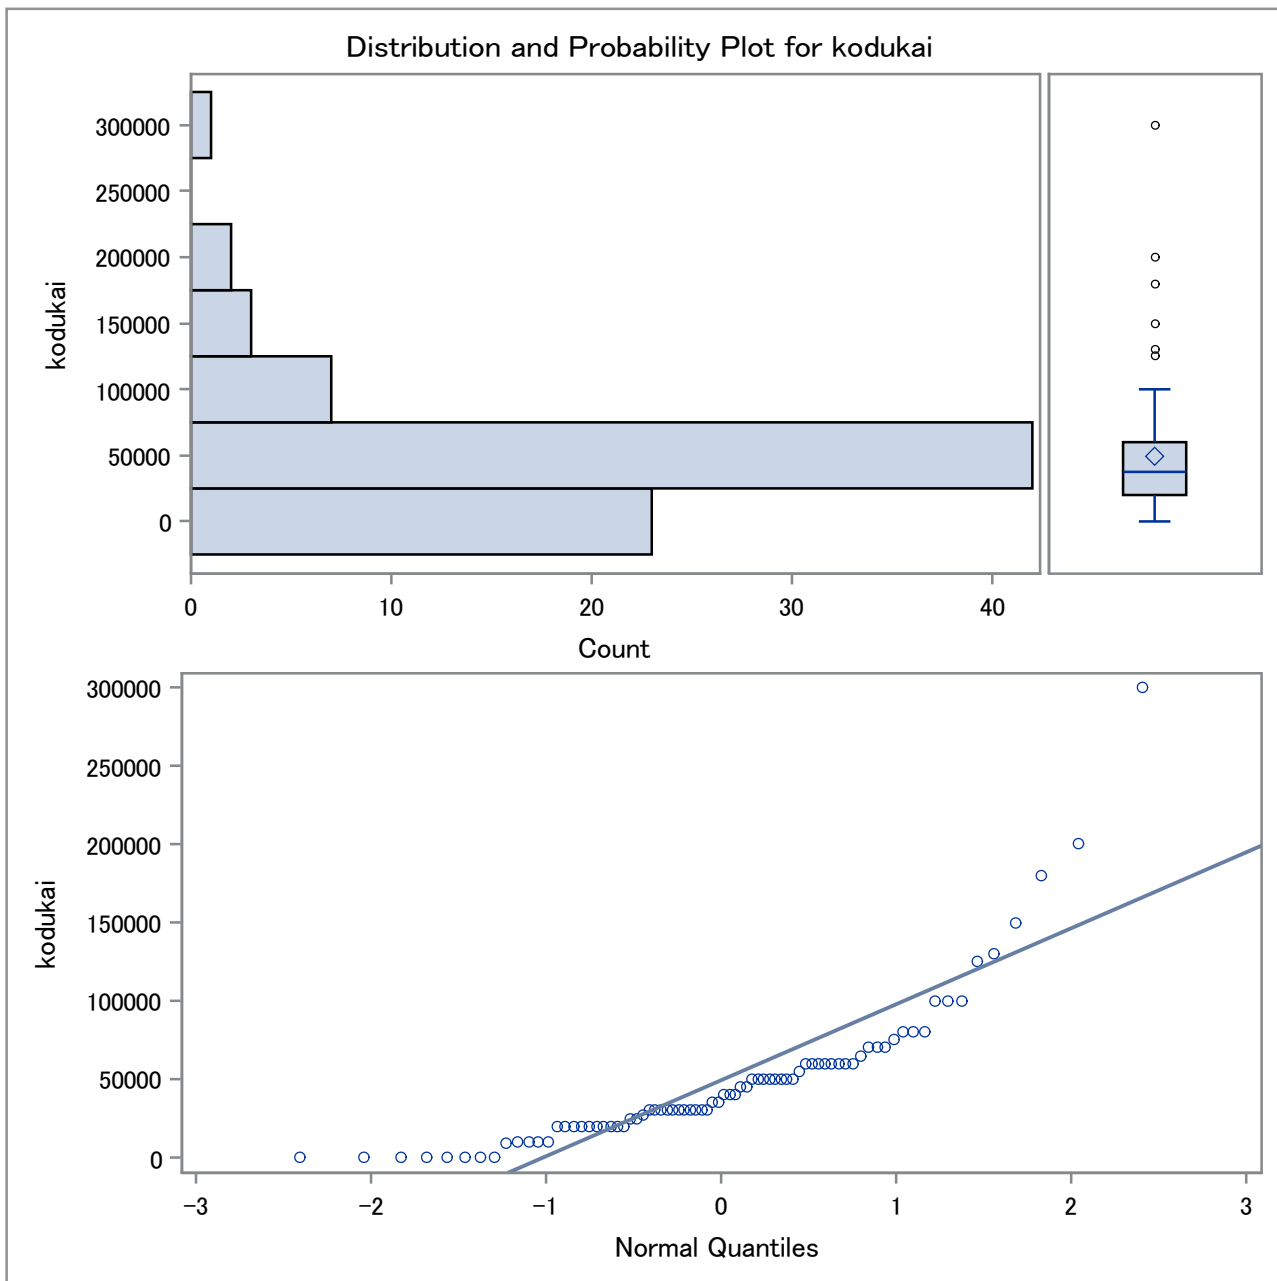 Distribution and Probability Plot for kodukai
300000
250000
200000
150000
100000
50000
0
kodukai
0 10 20 30 40
Count
300000
250000
200000
150000
100000
50000
0
kodukai
−3 −2 −1 0 1 2 3
Normal Quantiles